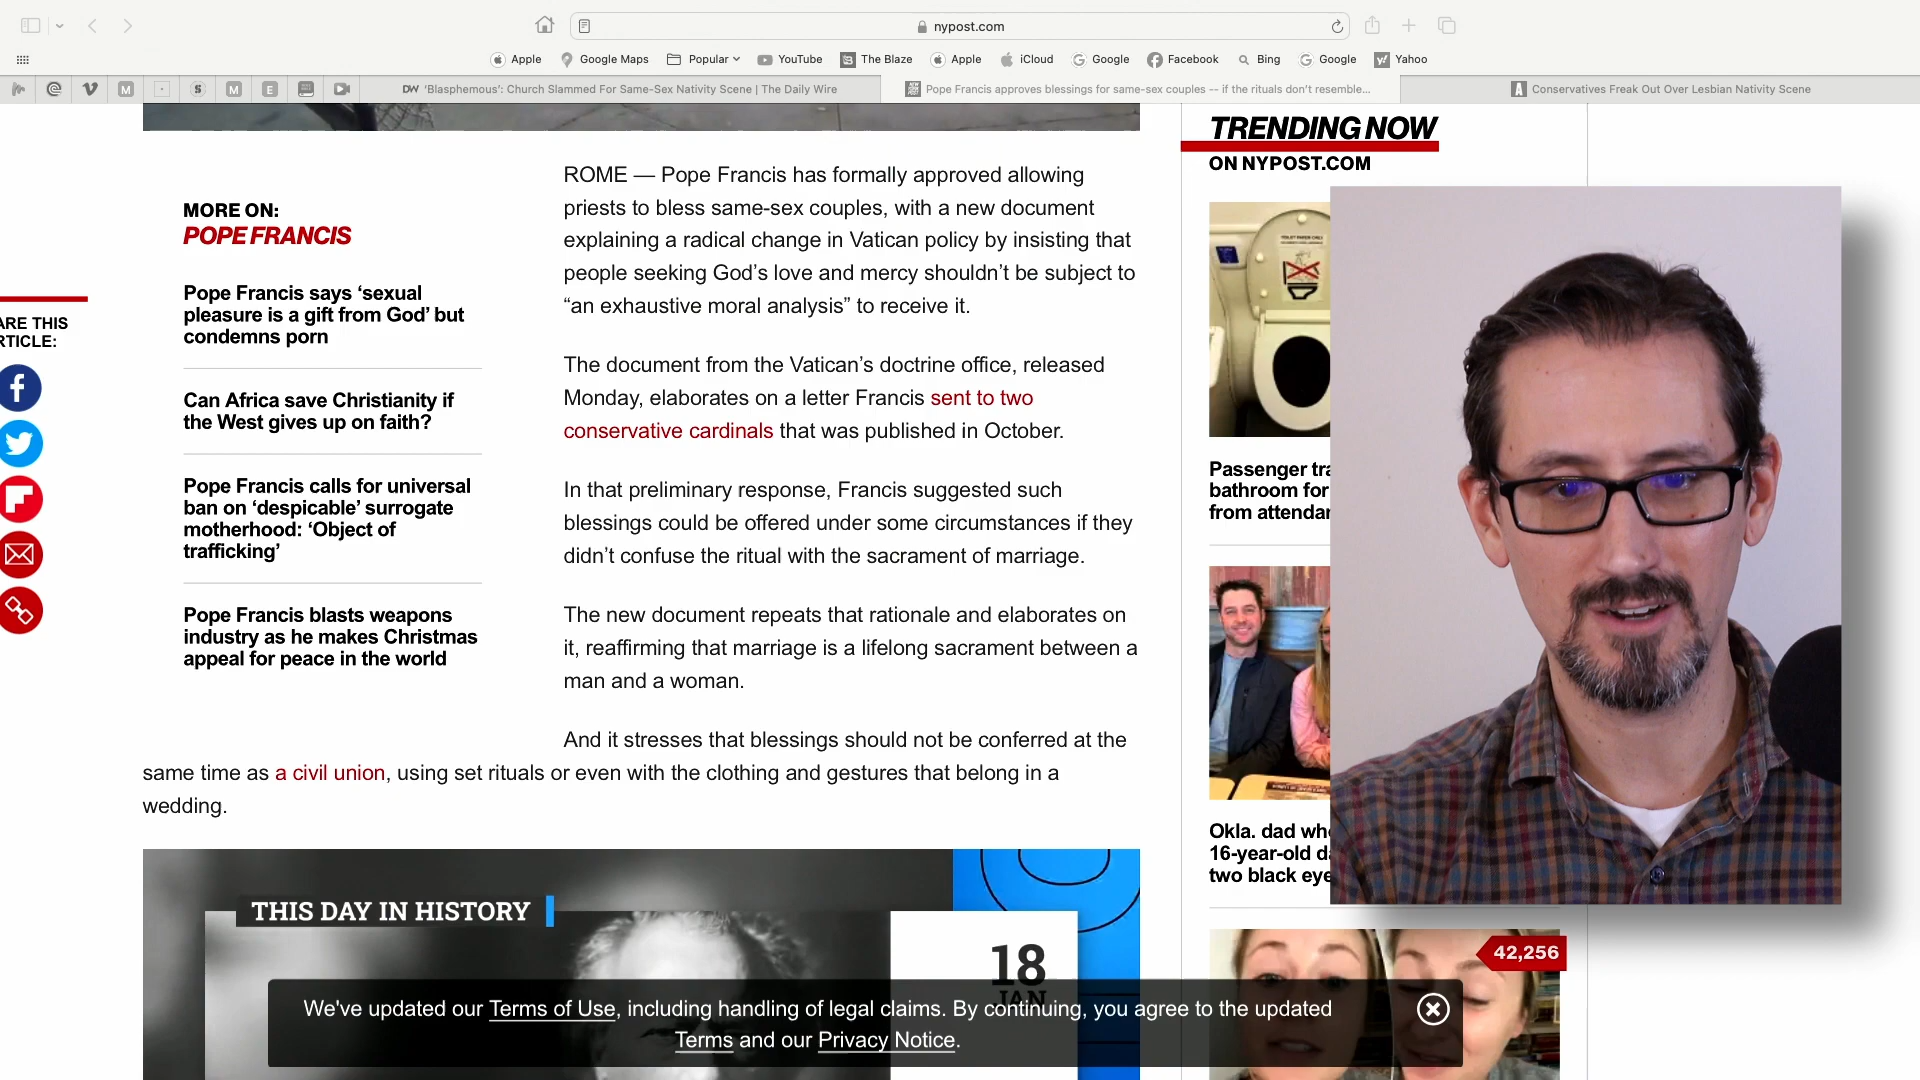 nypost.com
Apple
Google Maps
Popular
YouTube
The Blaze
Apple
iCloud
Google
Facebook
Bing
Google
Yahoo
DW 'Blasphemous': Church Slammed For Same-Sex Nativity Scene | The Daily Wire
Pope Francis approves blessings for same-sex couples -- if the rituals don't resemble...
Conservatives Freak Out Over Lesbian Nativity Scene
ARE THIS
RTICLE:
MORE ON:
POPE FRANCIS
Pope Francis says ‘sexual
pleasure is a gift from God’ but
condemns porn
Can Africa save Christianity if
the West gives up on faith?
Pope Francis calls for universal
ban on ‘despicable’ surrogate
motherhood: ‘Object of
trafficking’
Pope Francis blasts weapons
industry as he makes Christmas
appeal for peace in the world
ROME — Pope Francis has formally approved allowing
priests to bless same-sex couples, with a new document
explaining a radical change in Vatican policy by insisting that
people seeking God’s love and mercy shouldn’t be subject to
“an exhaustive moral analysis” to receive it.
The document from the Vatican’s doctrine office, released
Monday, elaborates on a letter Francis sent to two
conservative cardinals that was published in October.
In that preliminary response, Francis suggested such
blessings could be offered under some circumstances if they
didn’t confuse the ritual with the sacrament of marriage.
The new document repeats that rationale and elaborates on
it, reaffirming that marriage is a lifelong sacrament between a
man and a woman.
And it stresses that blessings should not be conferred at the
same time as a civil union, using set rituals or even with the clothing and gestures that belong in a
wedding.
THIS DAY IN HISTORY
18
JAN
We've updated our Terms of Use, including handling of legal claims. By continuing, you agree to the updated
Terms and our Privacy Notice.
TRENDING NOW
ON NYPOST.COM
Passenger tra
bathroom for
from attendan
Okla. dad who
16-year-old da
two black eye
42,256